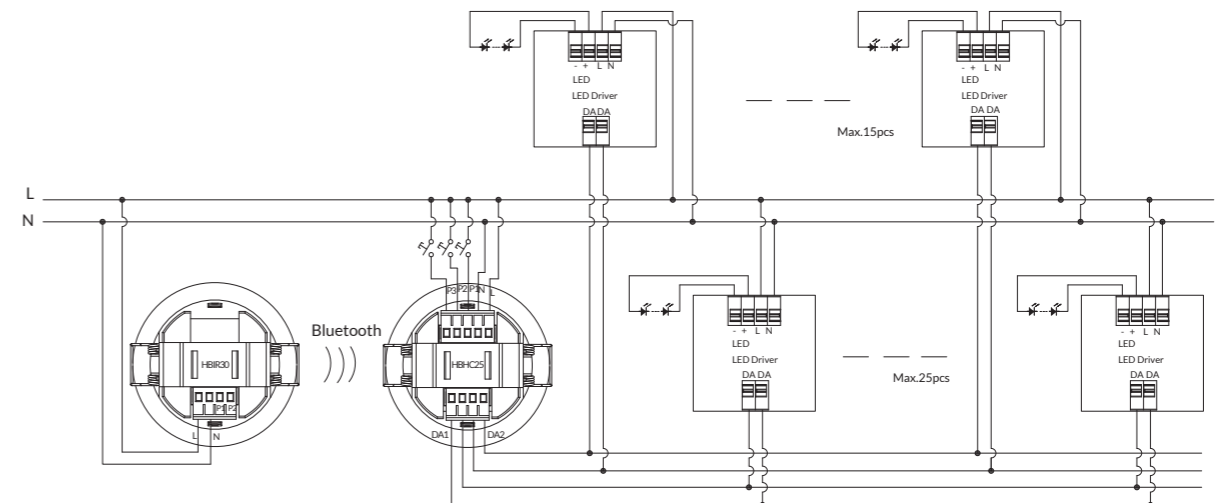 - + L N
LED
LED Driver
DA DA
Max.15pcs
- + L N
LED
LED Driver
DA DA
L
N
P3 P2 P1 N L
Bluetooth
HBIR30
P1 P2
L N
HBHC25
DA1 DA2
- + L N
LED
LED Driver
DA DA
Max.25pcs
- + L N
LED
LED Driver
DA DA